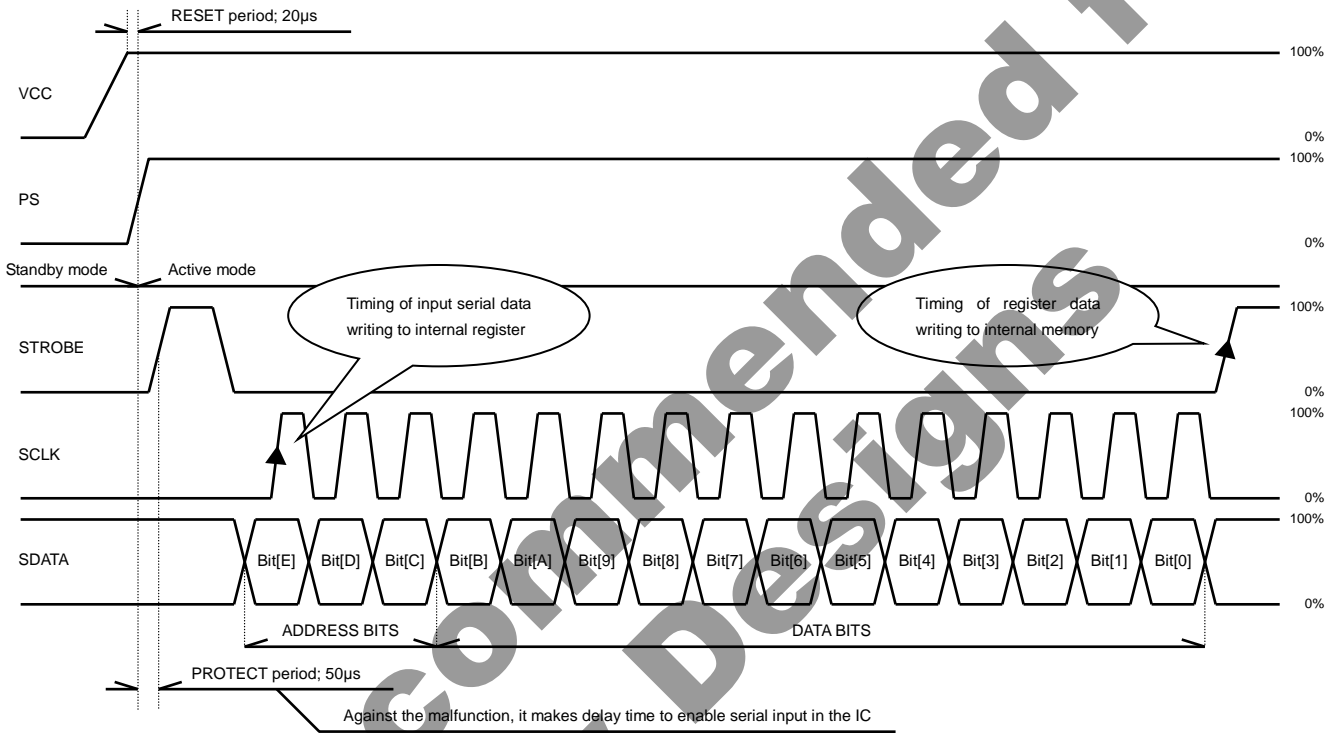 RESET period; 20μs
100%
VCC
0%
100%
PS
0%
Standby mode
Active mode
Timing of input serial data
writing to internal register
Timing of register data
writing to internal memory
100%
STROBE
0%
100%
SCLK
0%
100%
SDATA
Bit[E] Bit[D] Bit[C] Bit[B] Bit[A] Bit[9] Bit[8] Bit[7] Bit[6] Bit[5] Bit[4] Bit[3] Bit[2] Bit[1] Bit[0]
0%
ADDRESS BITS
DATA BITS
PROTECT period; 50μs
Against the malfunction, it makes delay time to enable serial input in the IC
commended f
Designs